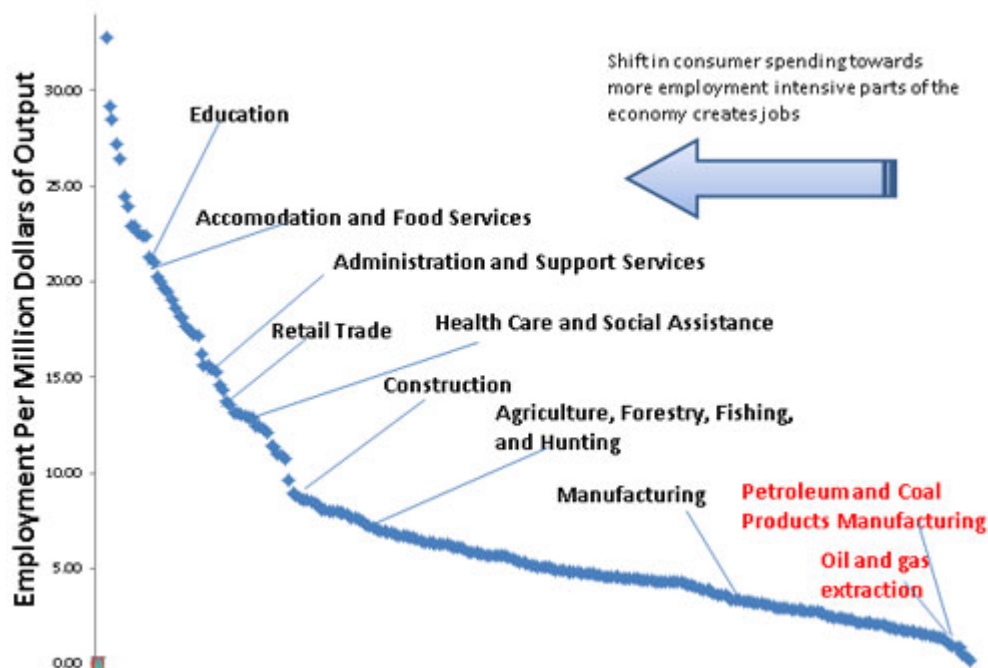 Employment Per Million Dollars of Output
30.00
25.00
20.00
15.00
10.00
5.00
0.00
Shift in consumer spending towards
more employment intensive parts of the
economy creates jobs
Education
Accomodation and Food Services
Administration and Support Services
Retail Trade
Health Care and Social Assistance
Construction
Agriculture, Forestry, Fishing,
and Hunting
Manufacturing
Petroleum and Coal
Products Manufacturing
Oil and gas
extraction